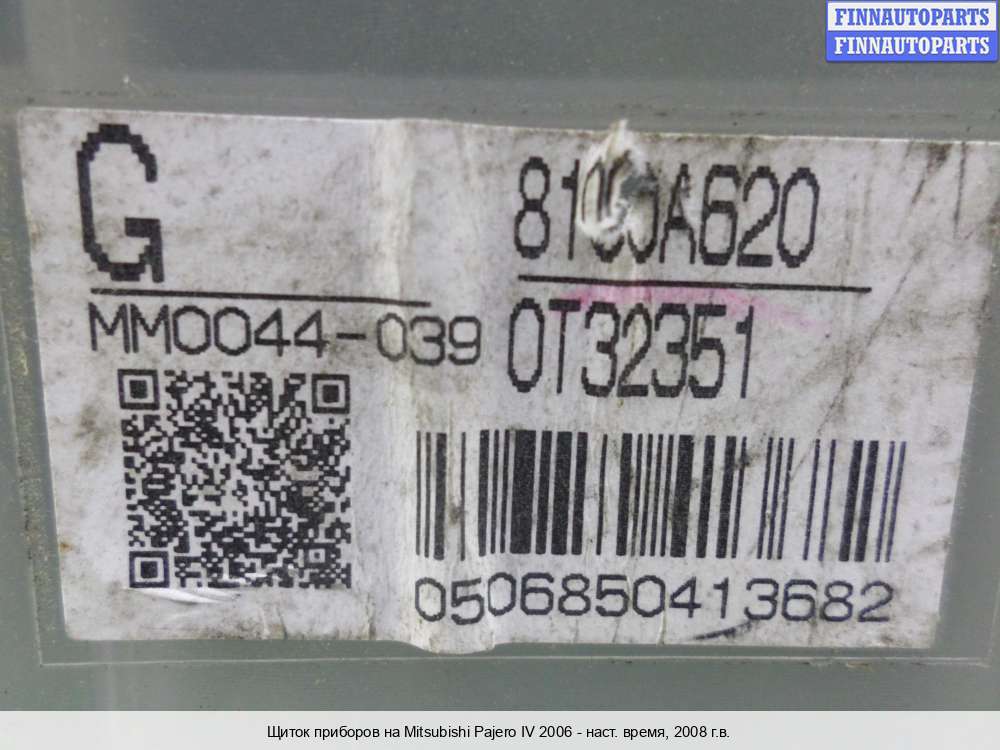 FINNAUTOPARTS
FINNAUTOPARTS
G
MM0044-039
0T32351
0506850413682
Щиток приборов на Mitsubishi Pajero IV 2006 - наст. время, 2008 г.в.